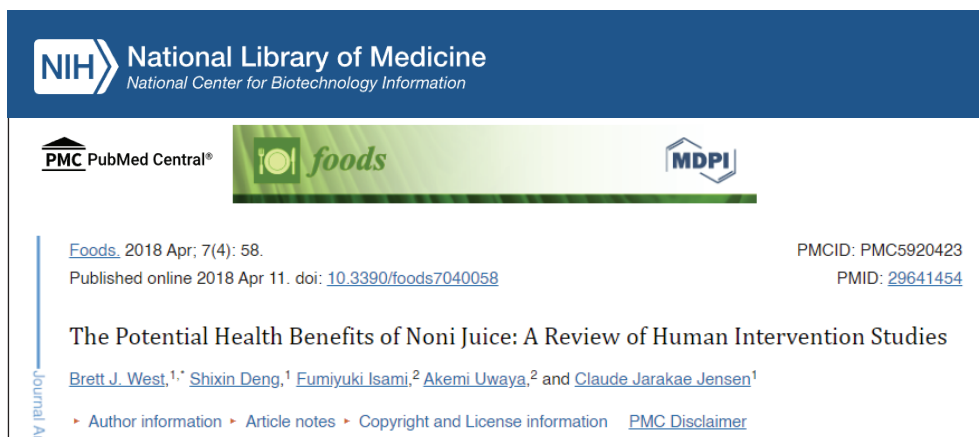 NIH National Library of Medicine
National Center for Biotechnology Information
PMC PubMed Central®
foods
MDPI
Foods. 2018 Apr; 7(4): 58.
PMCID: PMC5920423
Published online 2018 Apr 11. doi: 10.3390/foods7040058
PMID: 29641454
The Potential Health Benefits of Noni Juice: A Review of Human Intervention Studies
Brett J. West,1,* Shixin Deng,1 Fumiyuki Isami,2 Akemi Uwaya,2 and Claude Jarakae Jensen1
▸ Author information ▸ Article notes ▸ Copyright and License information PMC Disclaimer
Journal A